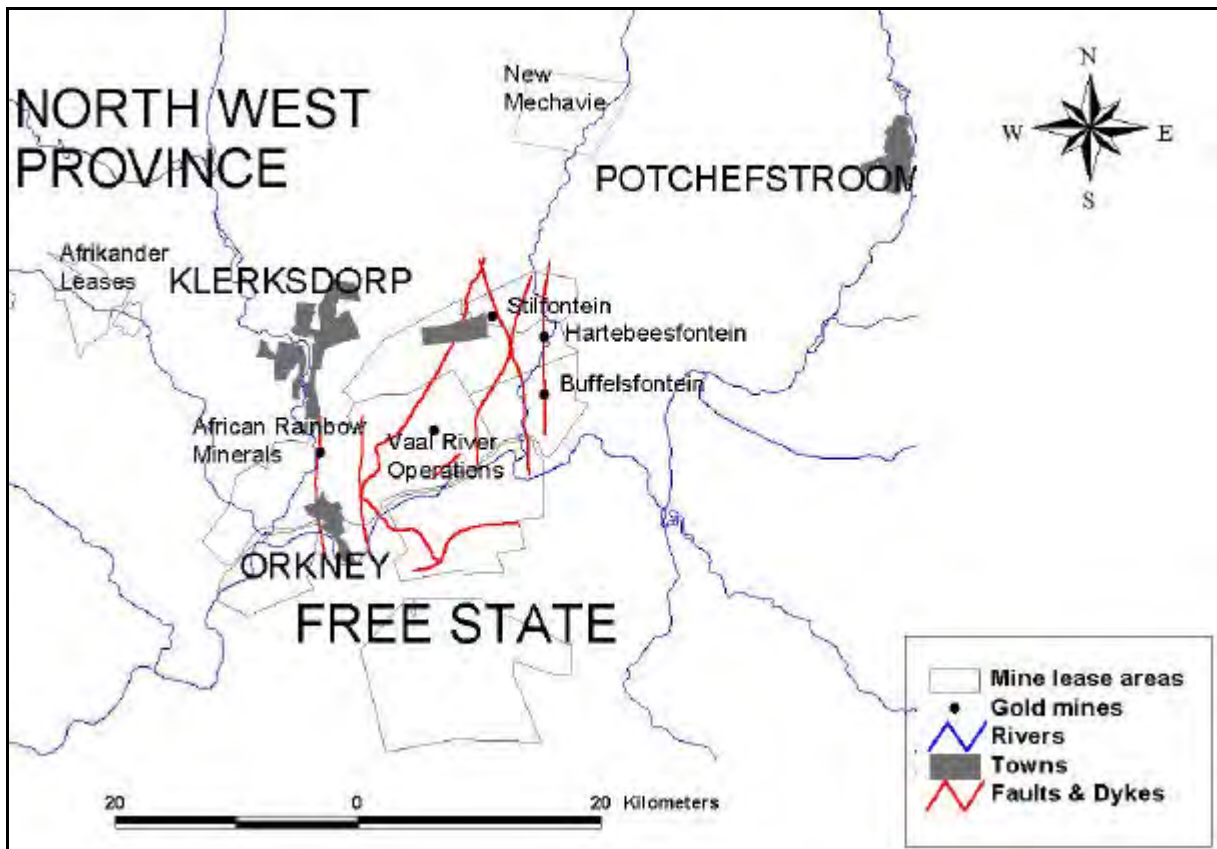 New
Mechavie
NORTH WEST
PROVINCE
N
W
E
S
POTCHEFSTROOM
Afrikander
Leases
KLERKSDORP
Stilfontein
Hartebeesfontein
Buffelsfontein
African Rainbow
Minerals
Vaal River
Operations
ORKNEY
FREE STATE
Mine lease areas
Gold mines
Rivers
Towns
Faults & Dykes
20 0 20 Kilometers